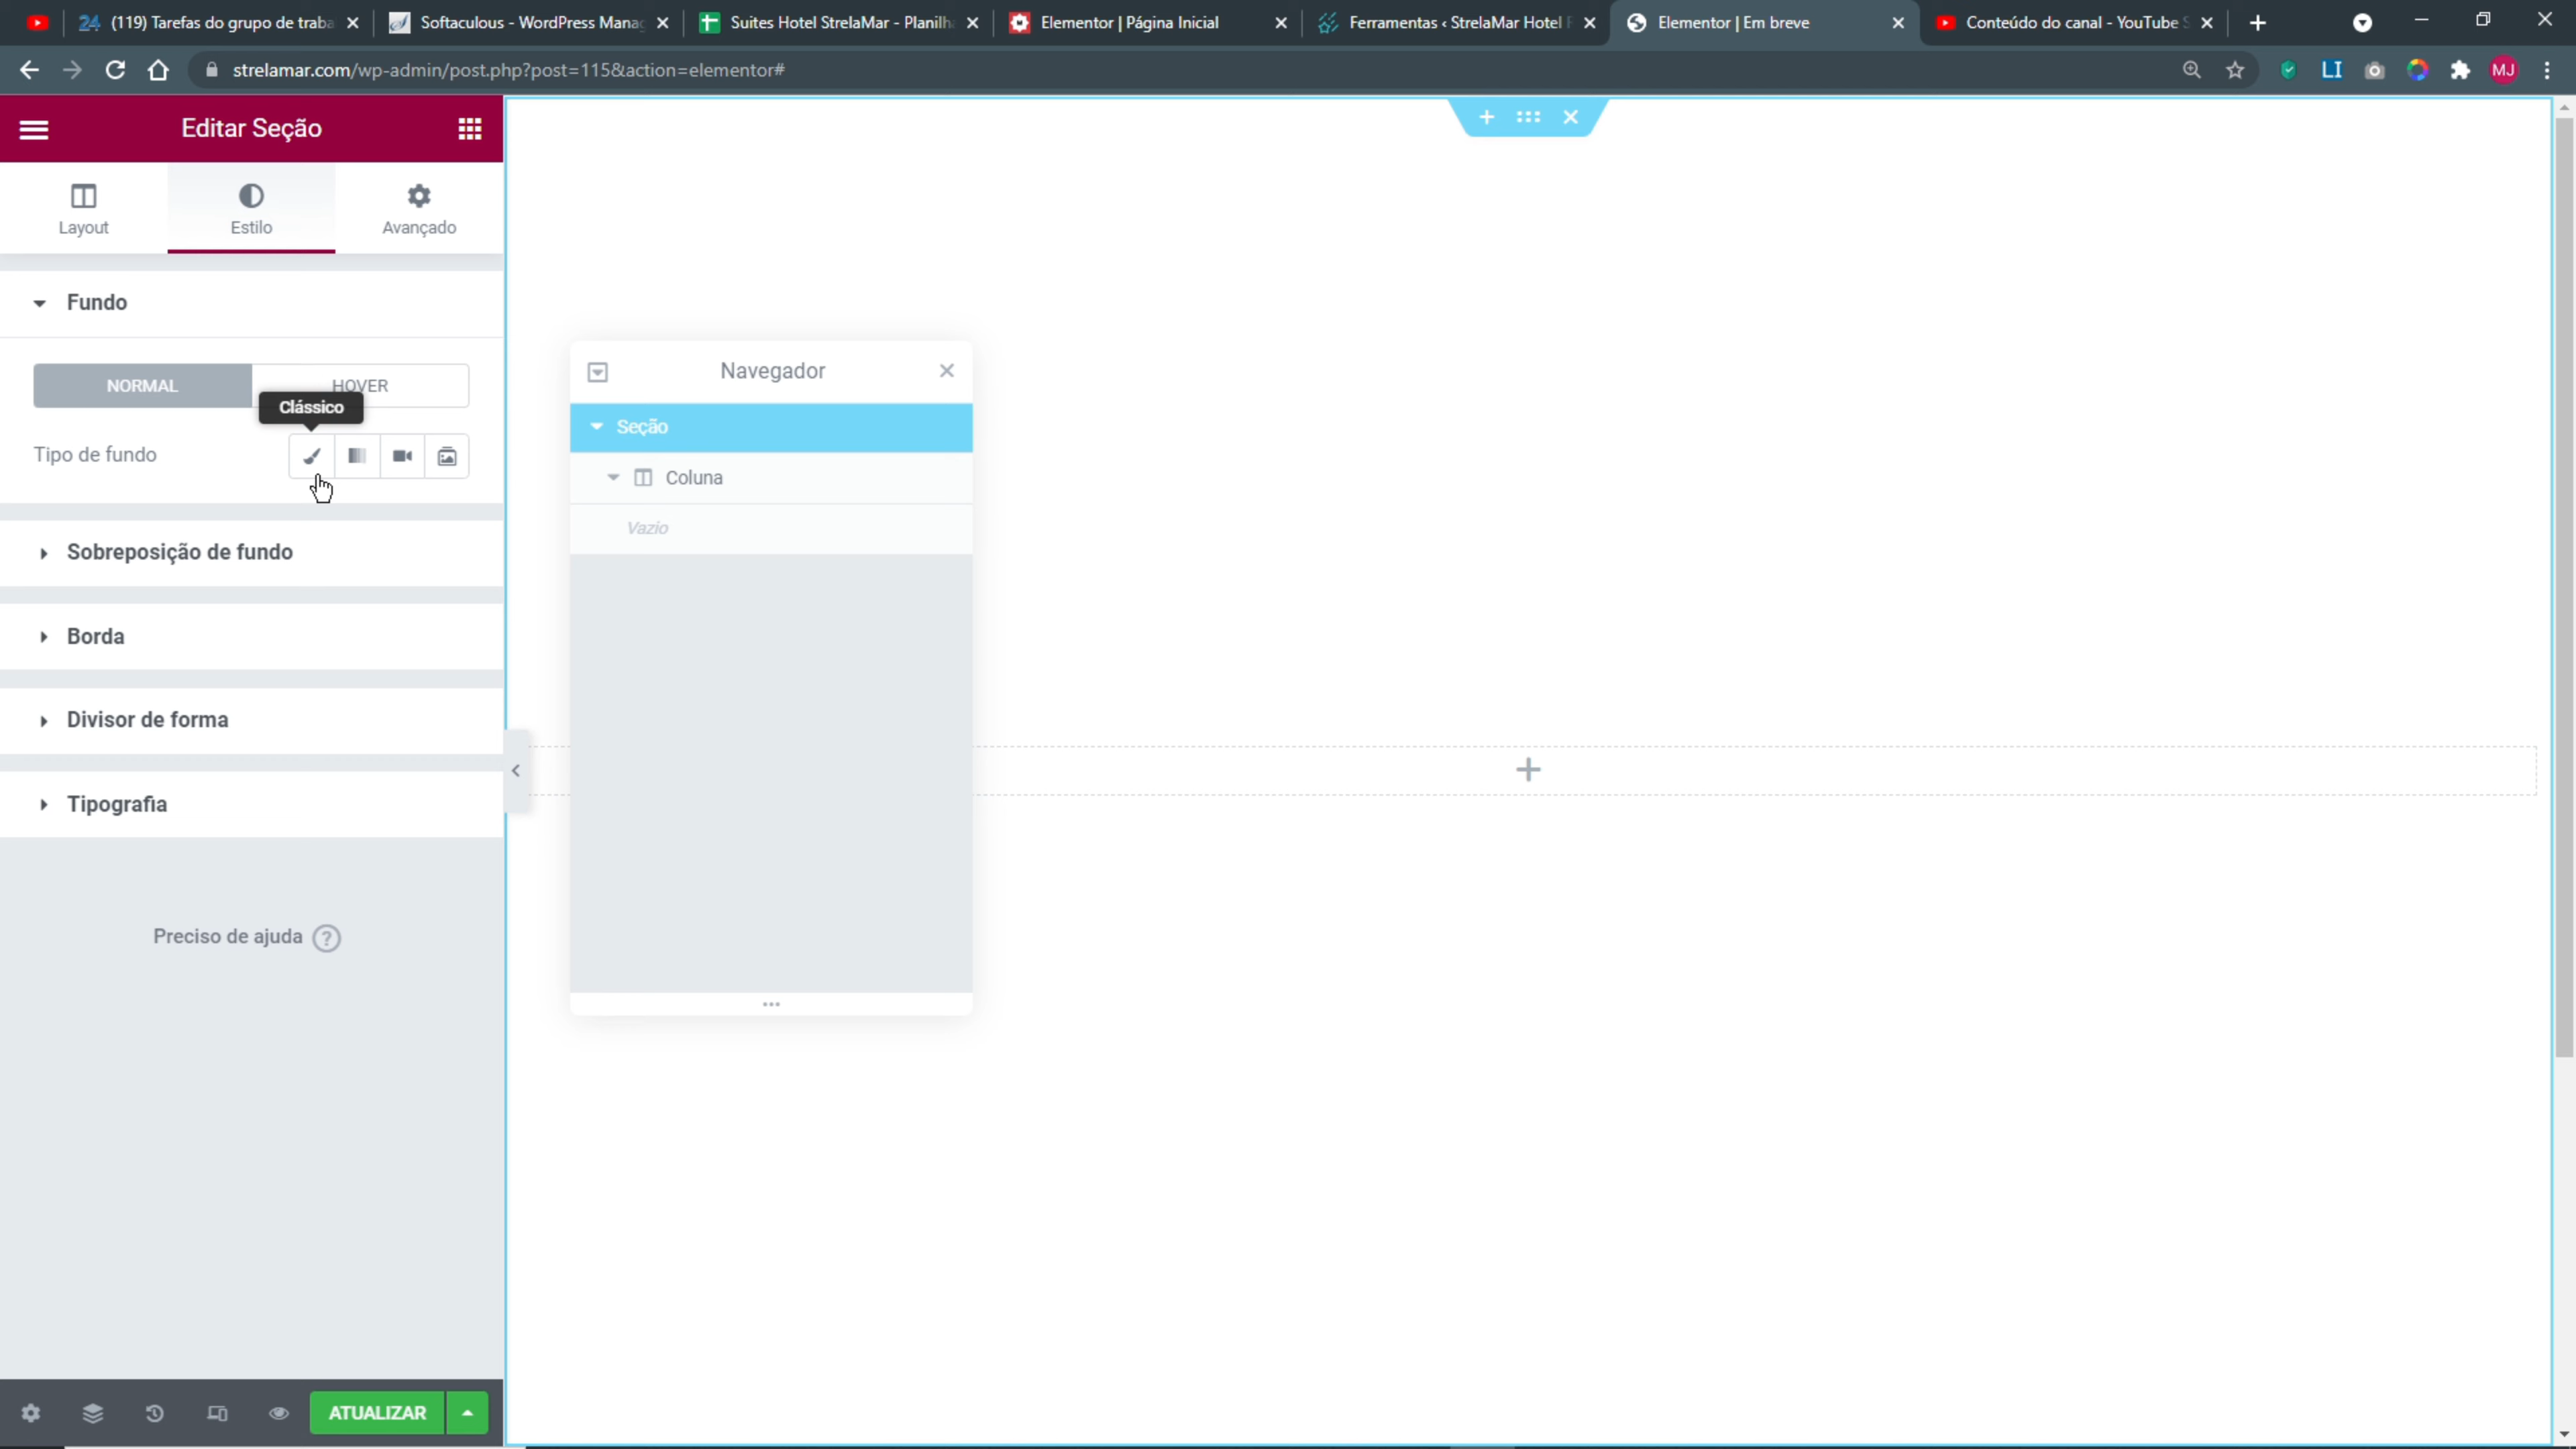 (119) Tarefas do grupo de traba
Softaculous - WordPress Manag
Suites Hotel StrelaMar - Planilh
Elementor | Página Inicial
Ferramentas ‹ StrelaMar Hotel F
Elementor | Em breve
Conteúdo do canal - YouTube S
strelamar.com/wp-admin/post.php?post=115&action=elementor#
LI
MJ
Editar Seção
Layout
Estilo
Avançado
Fundo
NORMAL
HOVER
Clássico
Tipo de fundo
Sobreposição de fundo
Borda
Divisor de forma
Tipografia
Preciso de ajuda ?
ATUALIZAR
Navegador
Seção
Coluna
Vazio
24